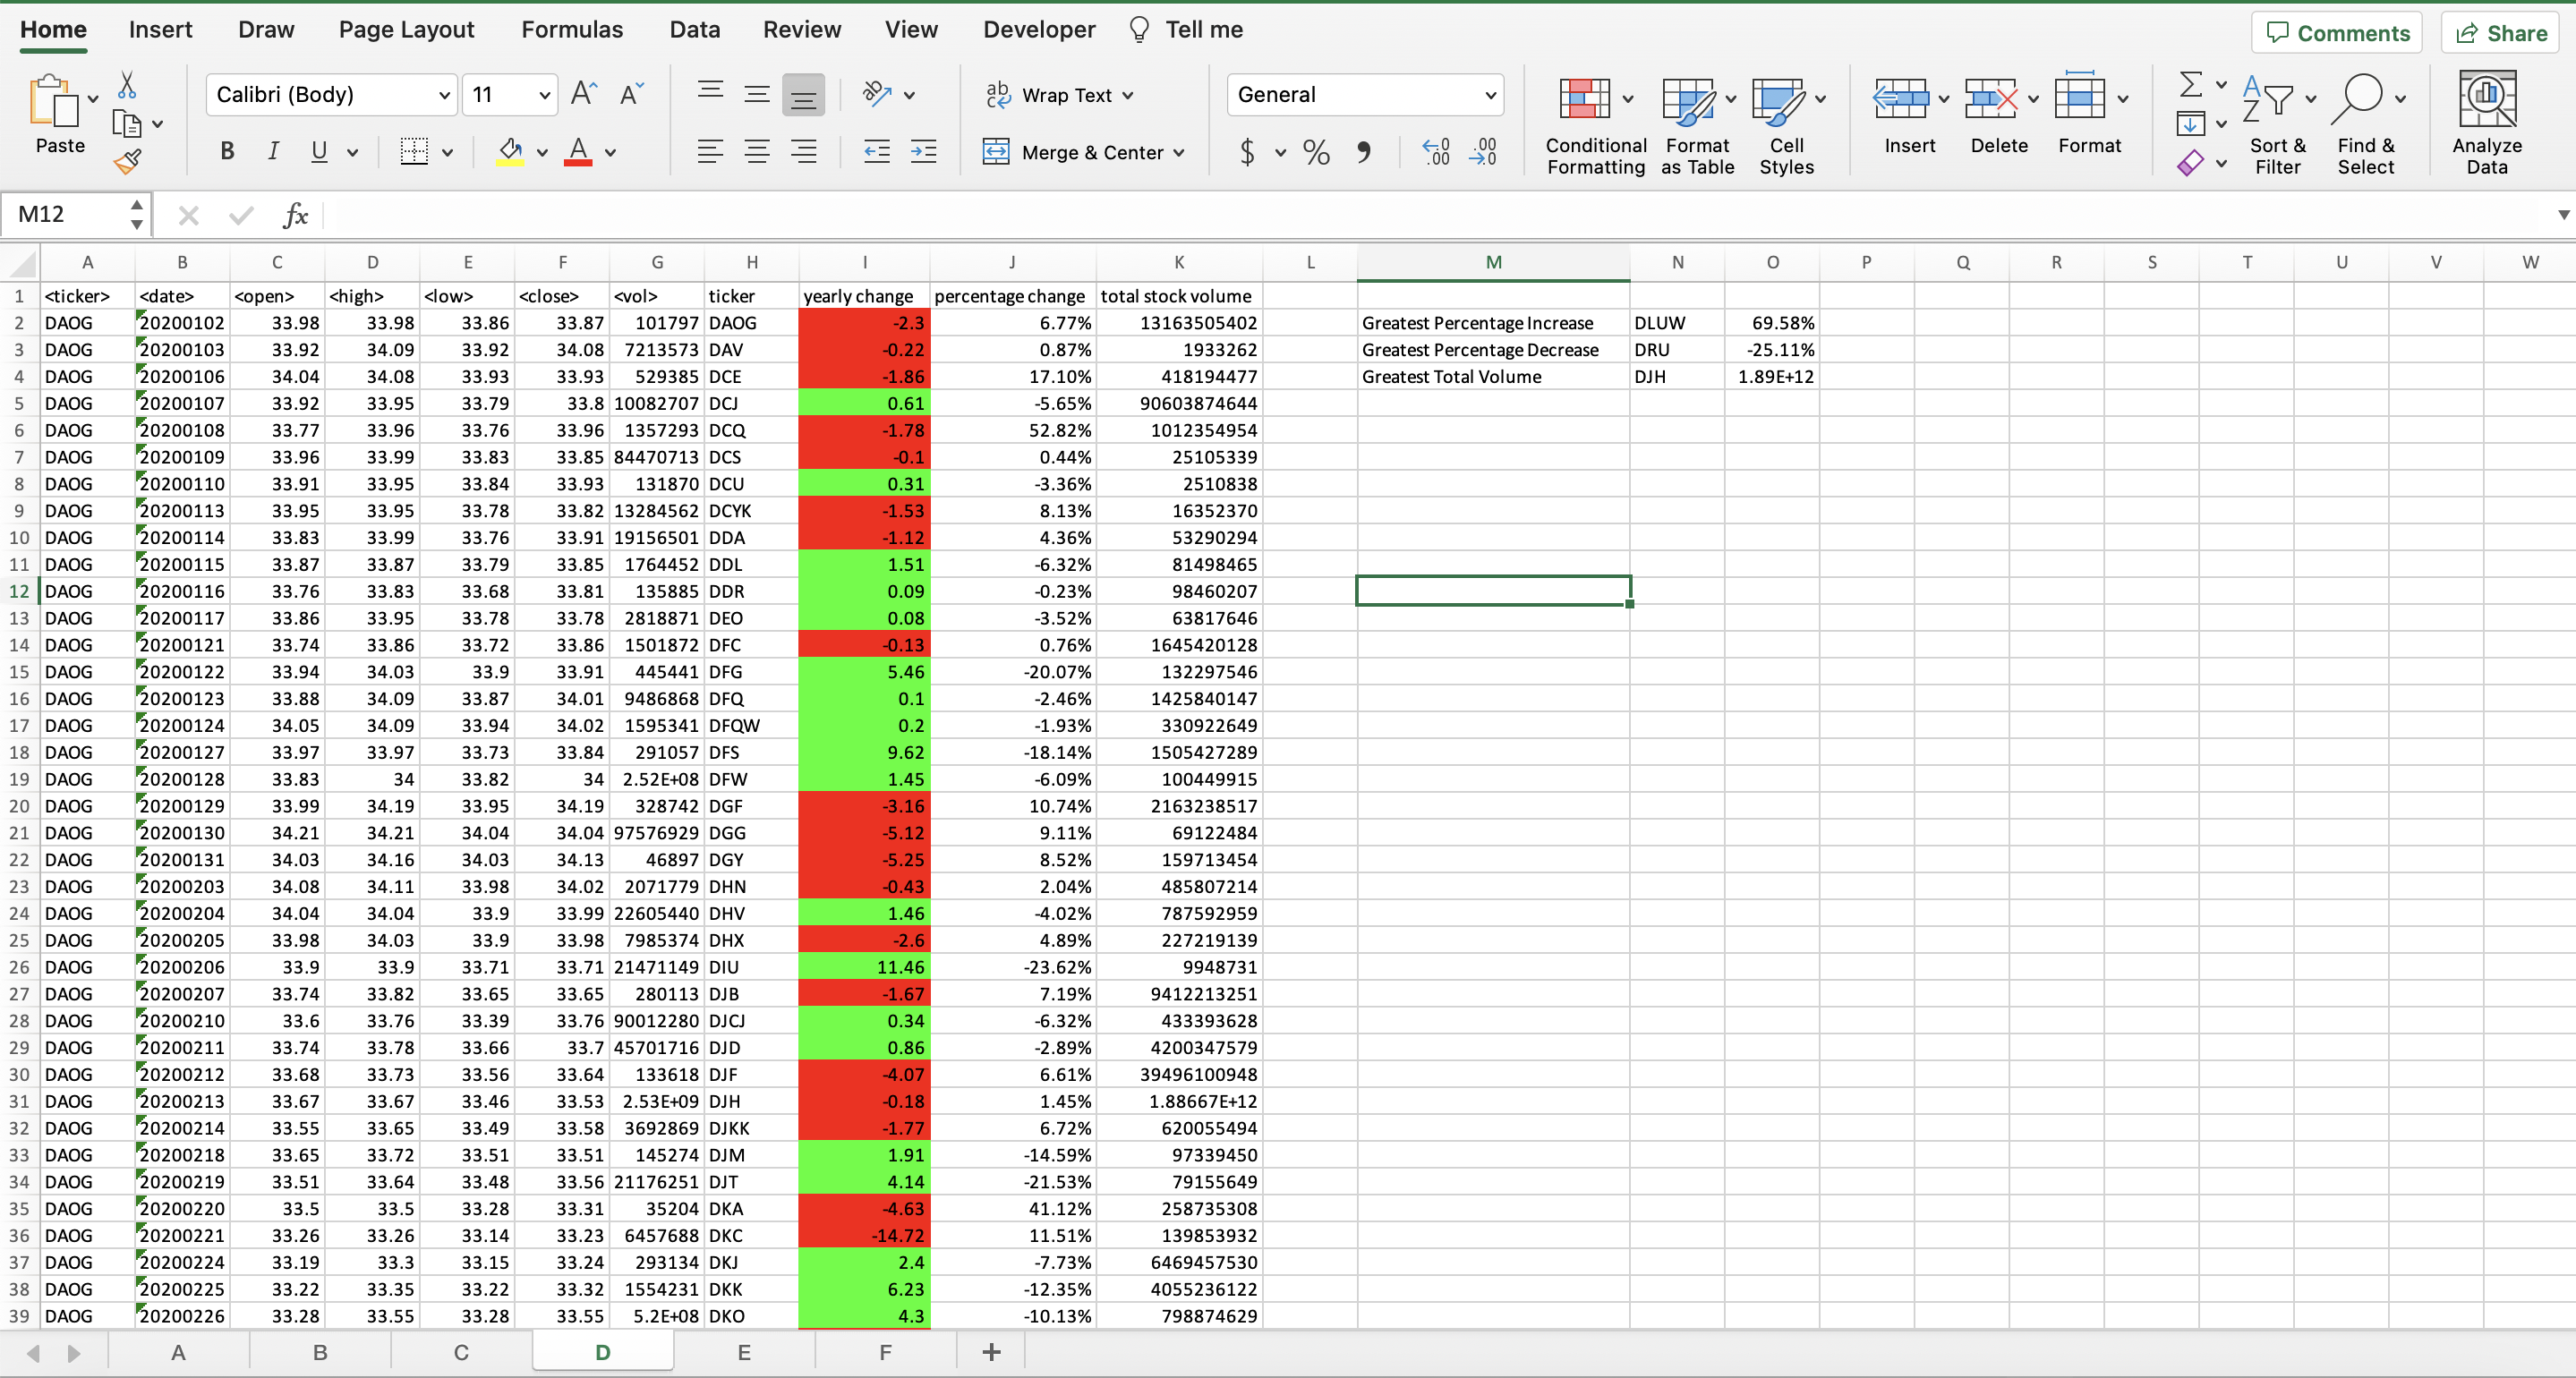 Home Insert Draw Page Layout Formulas Data Review View Developer Tell me Comments Share
Paste Calibri (Body) 11 A A Wrap Text General Conditional Formatting Format as Table Cell Styles Insert Delete Format Sort & Filter Find & Select Analyze Data
B I U A Merge & Center $ % , .0 .00 .00 .0
M12 fx
A B C D E F G H I J K L M N O P Q R S T U V W
1 <ticker> <date> <open> <high> <low> <close> <vol> ticker yearly change percentage change total stock volume
2 DAOG 20200102 33.98 33.98 33.86 33.87 101797 DAOG -2.3 6.77% 13163505402 Greatest Percentage Increase DLUW 69.58%
3 DAOG 20200103 33.92 34.09 33.92 34.08 7213573 DAV -0.22 0.87% 1933262 Greatest Percentage Decrease DRU -25.11%
4 DAOG 20200106 34.04 34.08 33.93 33.93 529385 DCE -1.86 17.10% 418194477 Greatest Total Volume DJH 1.89E+12
5 DAOG 20200107 33.92 33.95 33.79 33.8 10082707 DCJ 0.61 -5.65% 90603874644
6 DAOG 20200108 33.77 33.96 33.76 33.96 1357293 DCQ -1.78 52.82% 1012354954
7 DAOG 20200109 33.96 33.99 33.83 33.85 84470713 DCS -0.1 0.44% 25105339
8 DAOG 20200110 33.91 33.95 33.84 33.93 131870 DCU 0.31 -3.36% 2510838
9 DAOG 20200113 33.95 33.95 33.78 33.82 13284562 DCYK -1.53 8.13% 16352370
10 DAOG 20200114 33.83 33.99 33.76 33.91 19156501 DDA -1.12 4.36% 53290294
11 DAOG 20200115 33.87 33.87 33.79 33.85 1764452 DDL 1.51 -6.32% 81498465
12 DAOG 20200116 33.76 33.83 33.68 33.81 135885 DDR 0.09 -0.23% 98460207
13 DAOG 20200117 33.86 33.95 33.78 33.78 2818871 DEO 0.08 -3.52% 63817646
14 DAOG 20200121 33.74 33.86 33.72 33.86 1501872 DFC -0.13 0.76% 1645420128
15 DAOG 20200122 33.94 34.03 33.9 33.91 445441 DFG 5.46 -20.07% 132297546
16 DAOG 20200123 33.88 34.09 33.87 34.01 9486868 DFQ 0.1 -2.46% 1425840147
17 DAOG 20200124 34.05 34.09 33.94 34.02 1595341 DFQW 0.2 -1.93% 330922649
18 DAOG 20200127 33.97 33.97 33.73 33.84 291057 DFS 9.62 -18.14% 1505427289
19 DAOG 20200128 33.83 34 33.82 34 2.52E+08 DFW 1.45 -6.09% 100449915
20 DAOG 20200129 33.99 34.19 33.95 34.19 328742 DGF -3.16 10.74% 2163238517
21 DAOG 20200130 34.21 34.21 34.04 34.04 97576929 DGG -5.12 9.11% 69122484
22 DAOG 20200131 34.03 34.16 34.03 34.13 46897 DGY -5.25 8.52% 159713454
23 DAOG 20200203 34.08 34.11 33.98 34.02 2071779 DHN -0.43 2.04% 485807214
24 DAOG 20200204 34.04 34.04 33.9 33.99 22605440 DHV 1.46 -4.02% 787592959
25 DAOG 20200205 33.98 34.03 33.9 33.98 7985374 DHX -2.6 4.89% 227219139
26 DAOG 20200206 33.9 33.9 33.71 33.71 21471149 DIU 11.46 -23.62% 9948731
27 DAOG 20200207 33.74 33.82 33.65 33.65 280113 DJB -1.67 7.19% 9412213251
28 DAOG 20200210 33.6 33.76 33.39 33.76 90012280 DJCJ 0.34 -6.32% 433393628
29 DAOG 20200211 33.74 33.78 33.66 33.7 45701716 DJD 0.86 -2.89% 4200347579
30 DAOG 20200212 33.68 33.73 33.56 33.64 133618 DJF -4.07 6.61% 39496100948
31 DAOG 20200213 33.67 33.67 33.46 33.53 2.53E+09 DJH -0.18 1.45% 1.88667E+12
32 DAOG 20200214 33.55 33.65 33.49 33.58 3692869 DJKK -1.77 6.72% 620055494
33 DAOG 20200218 33.65 33.72 33.51 33.51 145274 DJM 1.91 -14.59% 97339450
34 DAOG 20200219 33.51 33.64 33.48 33.56 21176251 DJT 4.14 -21.53% 79155649
35 DAOG 20200220 33.5 33.5 33.28 33.31 35204 DKA -4.63 41.12% 258735308
36 DAOG 20200221 33.26 33.26 33.14 33.23 6457688 DKC -14.72 11.51% 139853932
37 DAOG 20200224 33.19 33.3 33.15 33.24 293134 DKJ 2.4 -7.73% 6469457530
38 DAOG 20200225 33.22 33.35 33.22 33.32 1554231 DKK 6.23 -12.35% 4055236122
39 DAOG 20200226 33.28 33.55 33.28 33.55 5.2E+08 DKO 4.3 -10.13% 798874629
A B C D E F +